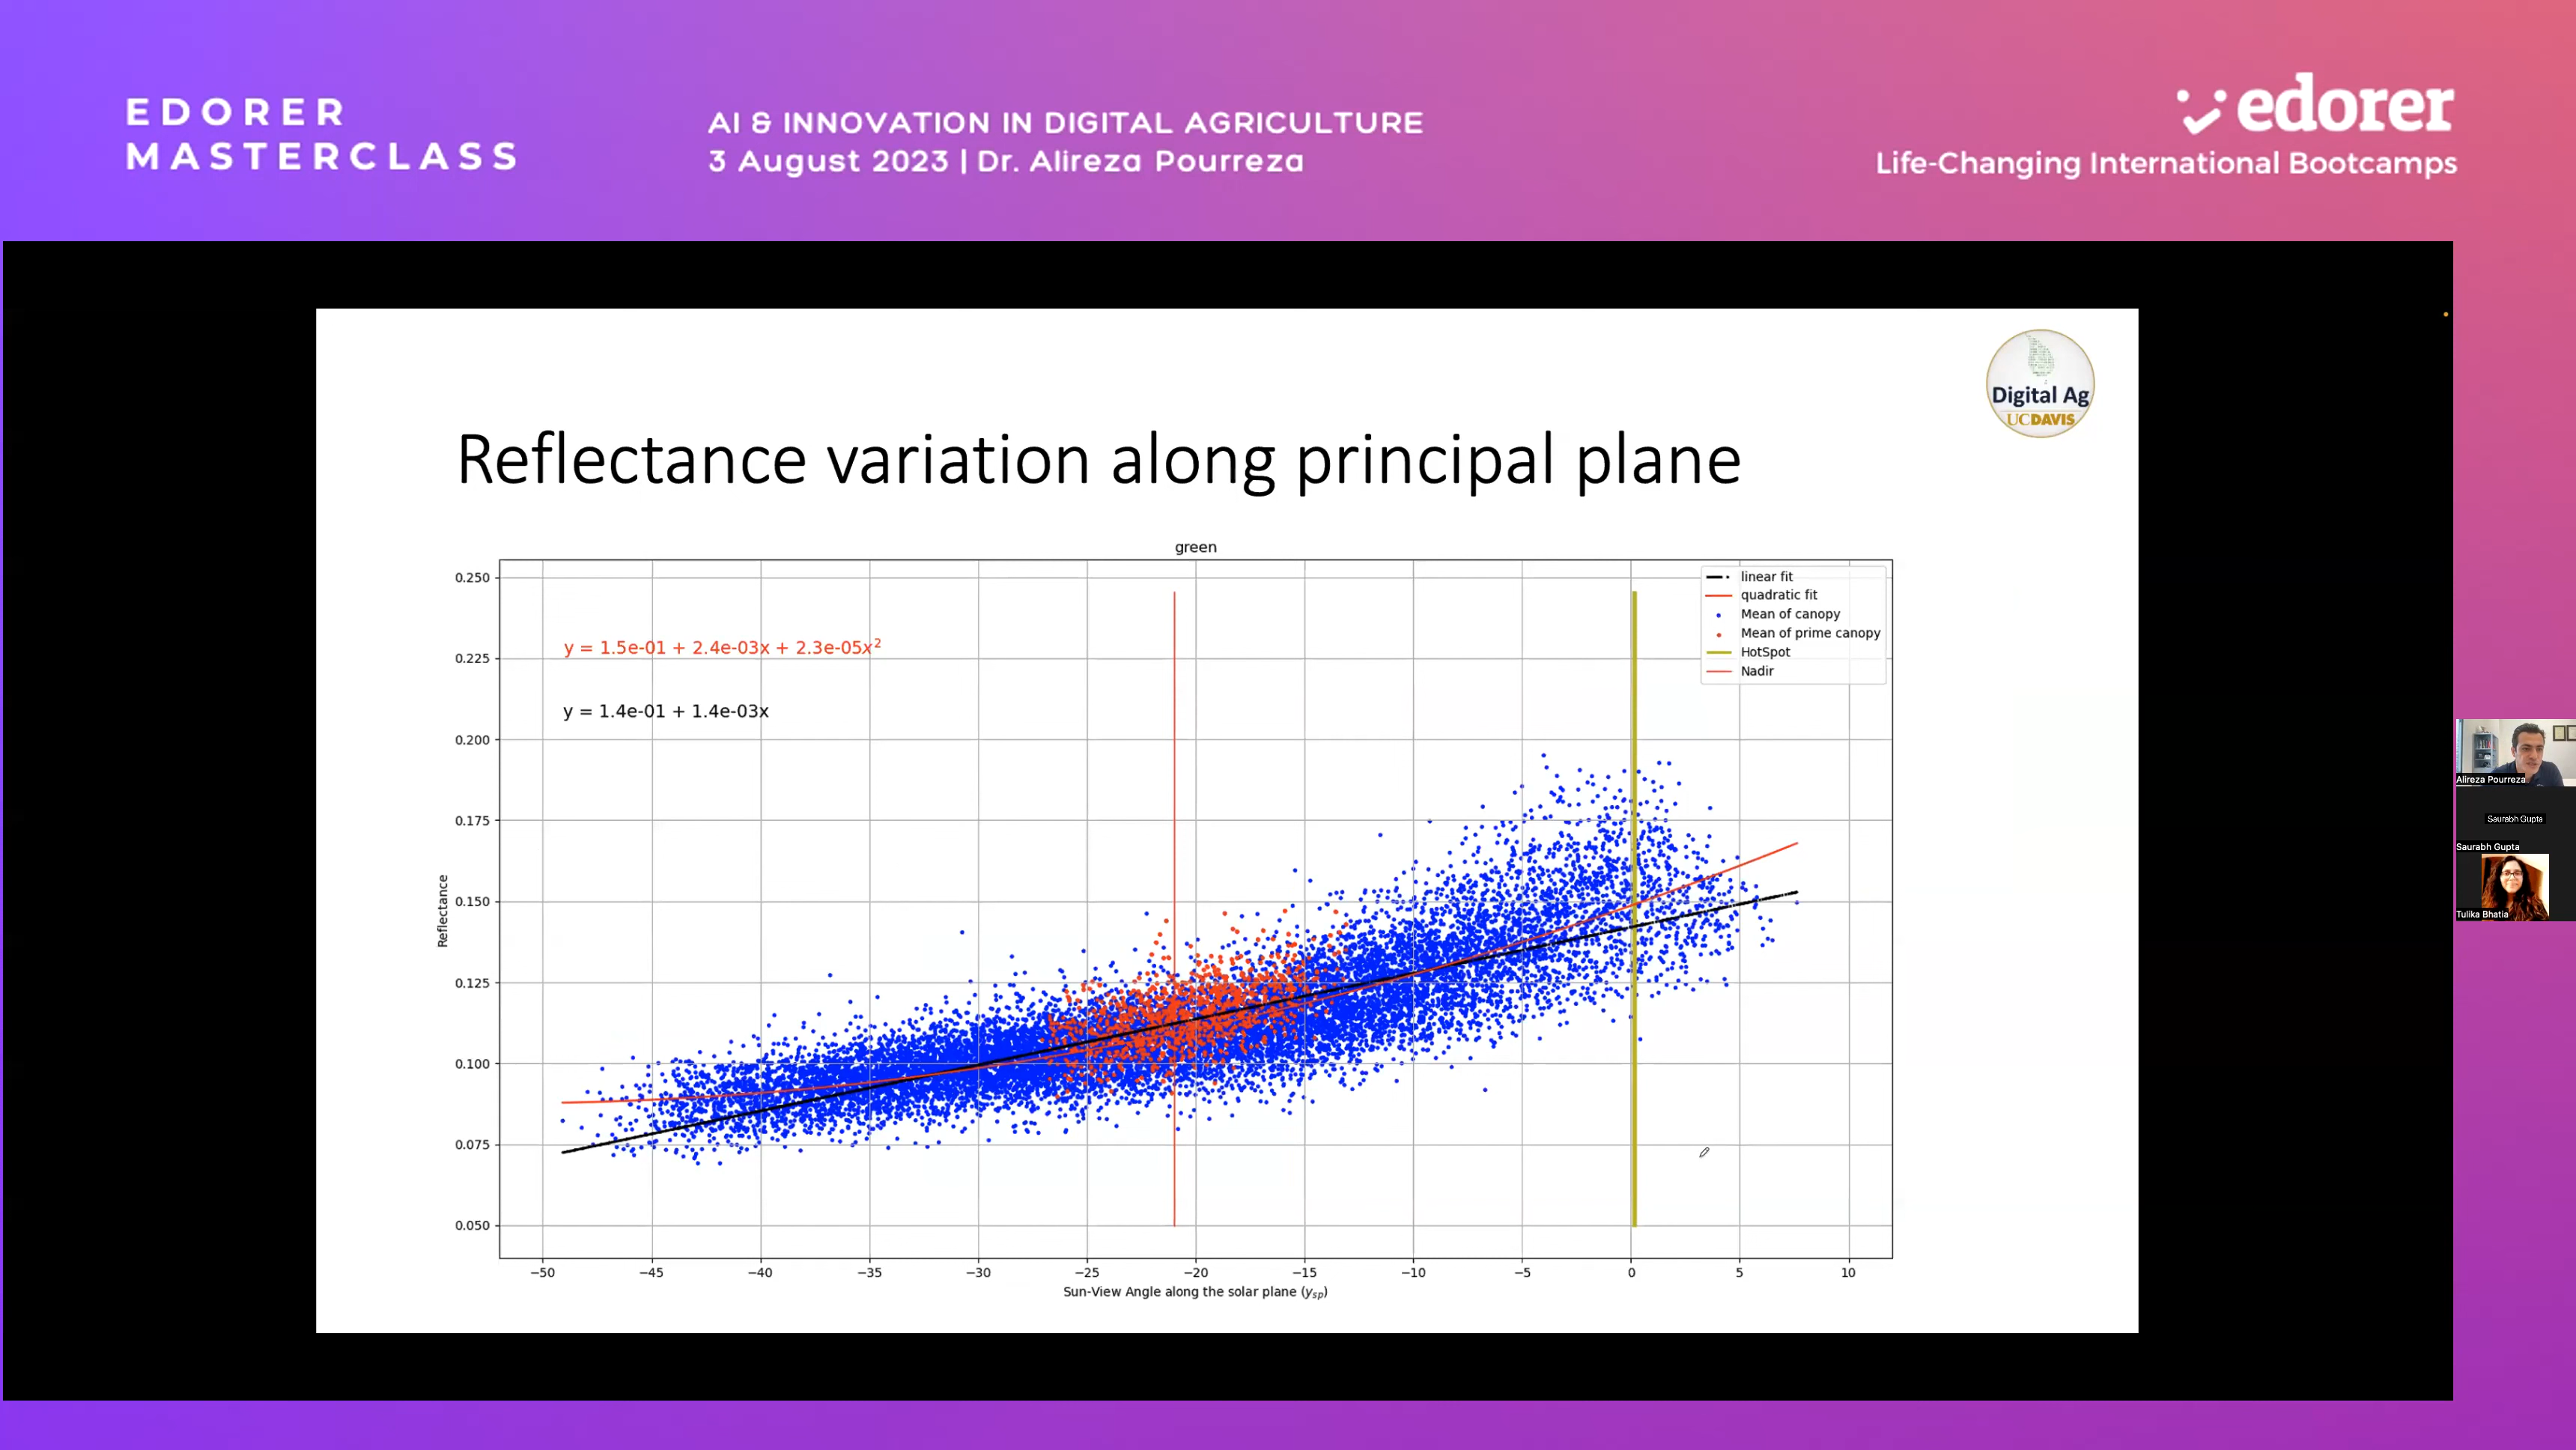 EDORER
MASTERCLASS
AI & INNOVATION IN DIGITAL AGRICULTURE
3 August 2023 | Dr. Alireza Pourreza
edorer
Life-Changing International Bootcamps
Digital Ag
UCDAVIS
Reflectance variation along principal plane
green
y = 1.5e-01 + 2.4e-03x + 2.3e-05x²
y = 1.4e-01 + 1.4e-03x
linear fit
quadratic fit
Mean of canopy
Mean of prime canopy
HotSpot
Nadir
Reflectance
0.250
0.225
0.200
0.175
0.150
0.125
0.100
0.075
0.050
−50 −45 −40 −35 −30 −25 −20 −15 −10 −5 0 5 10
Sun-View Angle along the solar plane (ysp)
Alireza Pourreza
Saurabh Gupta
Saurabh Gupta
Tulika Bhatia